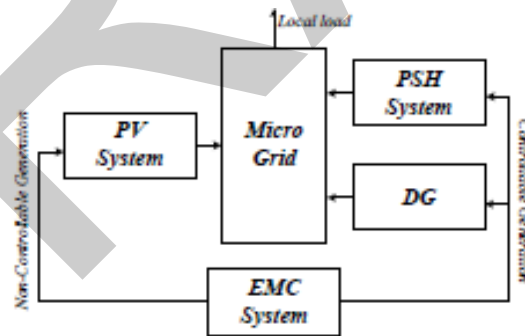 Local load
PSH
System
PV
System
Micro
Grid
DG
EMC
System
Non-Controllable Generation